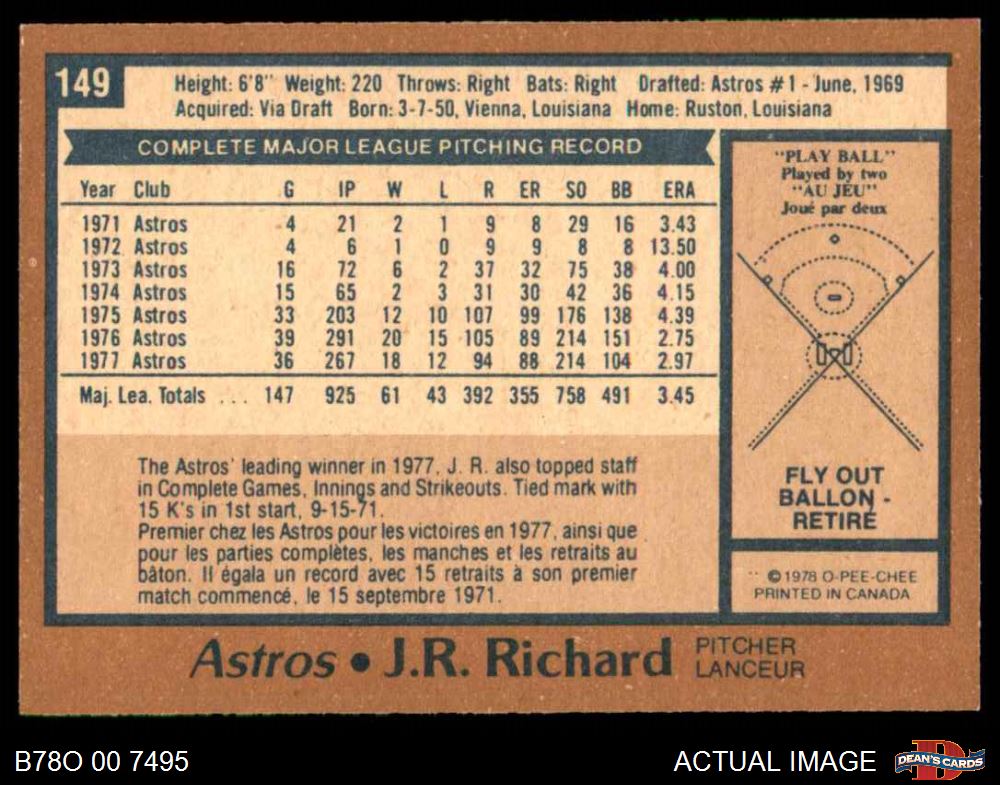 149
Height: 6'8" Weight: 220 Throws: Right Bats: Right Drafted: Astros #1 - June, 1969
Acquired: Via Draft Born: 3-7-50, Vienna, Louisiana Home: Ruston, Louisiana
COMPLETE MAJOR LEAGUE PITCHING RECORD
Year Club G IP W L R ER SO BB ERA
1971 Astros 4 21 2 1 9 8 29 16 3.43
1972 Astros 4 6 1 0 9 9 8 8 13.50
1973 Astros 16 72 6 2 37 32 75 38 4.00
1974 Astros 15 65 2 3 31 30 42 36 4.15
1975 Astros 33 203 12 10 107 99 176 138 4.39
1976 Astros 39 291 20 15 105 89 214 151 2.75
1977 Astros 36 267 18 12 94 88 214 104 2.97
Maj. Lea. Totals ... 147 925 61 43 392 355 758 491 3.45
The Astros' leading winner in 1977, J. R. also topped staff
in Complete Games, Innings and Strikeouts. Tied mark with
15 K's in 1st start, 9-15-71.
Premier chez les Astros pour les victoires en 1977, ainsi que
pour les parties complètes, les manches et les retraits au
bâton. Il égala un record avec 15 retraits à son premier
match commencé, le 15 septembre 1971.
"PLAY BALL"
Played by two
"AU JEU"
Joué par deux
FLY OUT
BALLON -
RETIRÉ
© 1978 O-PEE-CHEE
PRINTED IN CANADA
Astros • J.R. Richard PITCHER
LANCEUR
B78O 00 7495
ACTUAL IMAGE
D
DEAN'S CARDS